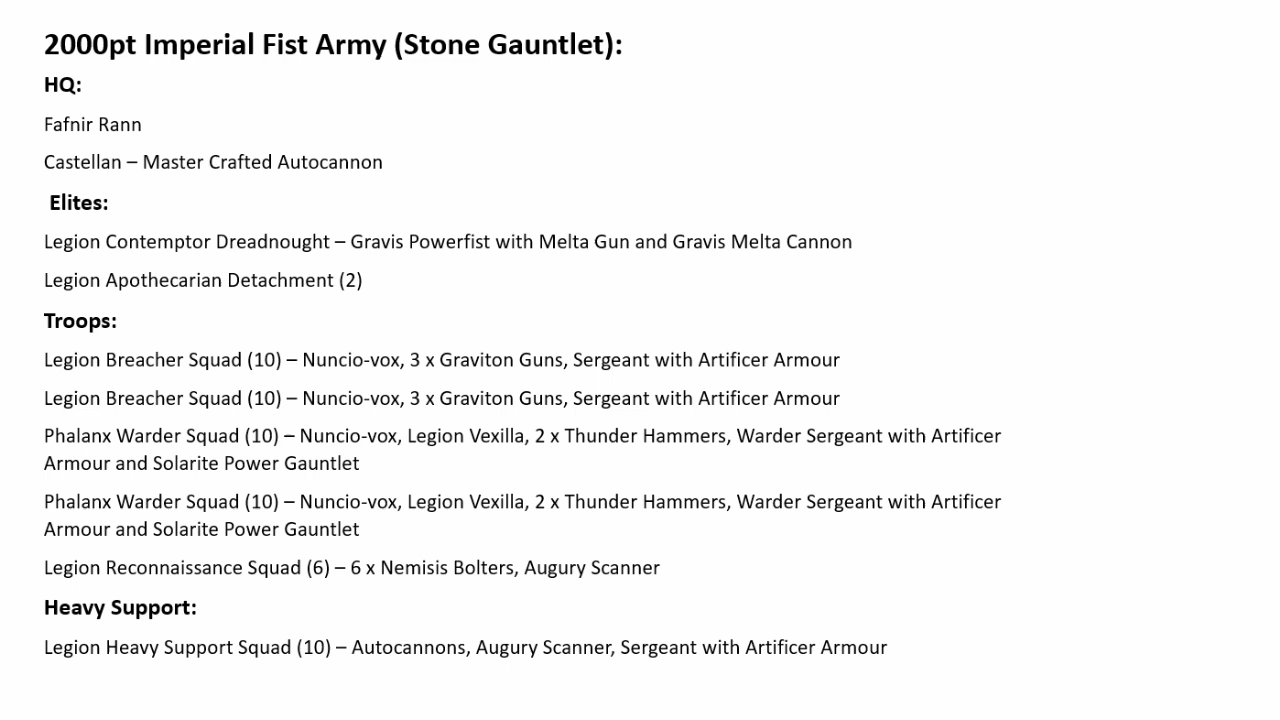 2000pt Imperial Fist Army (Stone Gauntlet):
HQ:
Fafnir Rann
Castellan – Master Crafted Autocannon
Elites:
Legion Contemptor Dreadnought – Gravis Powerfist with Melta Gun and Gravis Melta Cannon
Legion Apothecarian Detachment (2)
Troops:
Legion Breacher Squad (10) – Nuncio-vox, 3 x Graviton Guns, Sergeant with Artificer Armour
Legion Breacher Squad (10) – Nuncio-vox, 3 x Graviton Guns, Sergeant with Artificer Armour
Phalanx Warder Squad (10) – Nuncio-vox, Legion Vexilla, 2 x Thunder Hammers, Warder Sergeant with Artificer
Armour and Solarite Power Gauntlet
Phalanx Warder Squad (10) – Nuncio-vox, Legion Vexilla, 2 x Thunder Hammers, Warder Sergeant with Artificer
Armour and Solarite Power Gauntlet
Legion Reconnaissance Squad (6) – 6 x Nemisis Bolters, Augury Scanner
Heavy Support:
Legion Heavy Support Squad (10) – Autocannons, Augury Scanner, Sergeant with Artificer Armour